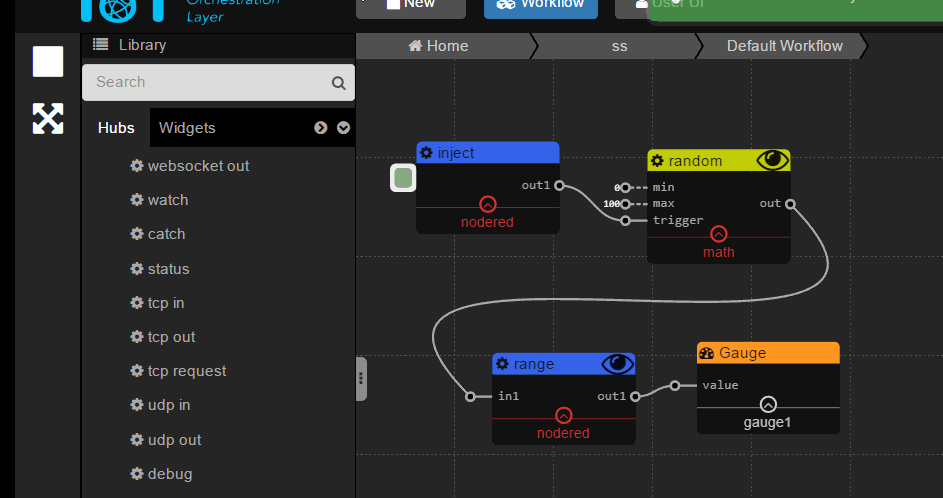 IOT
Orchestration
Layer
New
Workflow
User UI
Library
Home
ss
Default Workflow
Search
Hubs
Widgets
websocket out
watch
catch
status
tcp in
tcp out
tcp request
udp in
udp out
debug
inject
out1
nodered
random
0
min
100
max
trigger
out
math
range
in1
out1
nodered
Gauge
value
gauge1